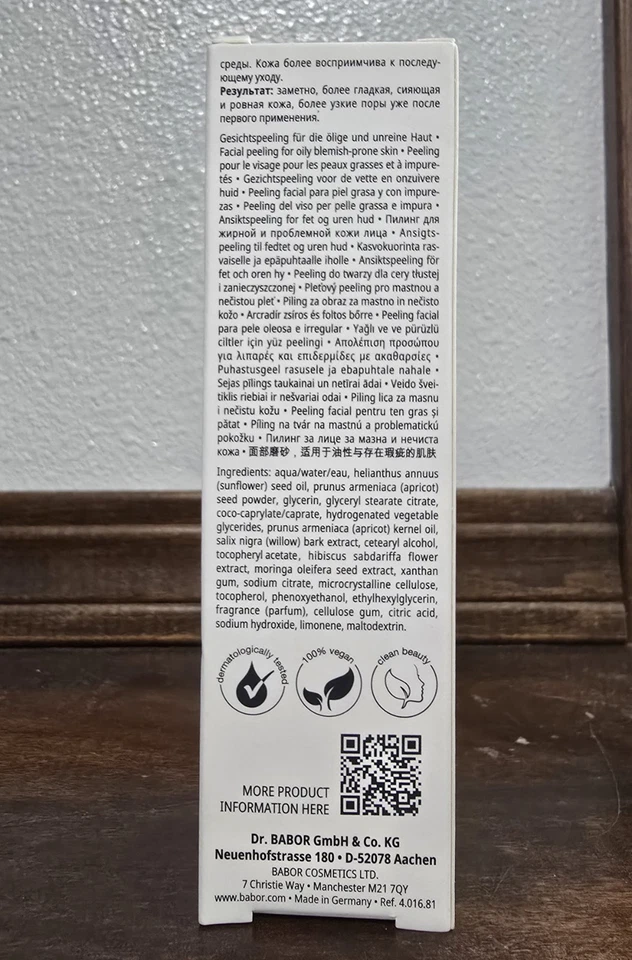 среды. Кожа более восприимчива к последу-
ющему уходу.
Результат: заметно, более гладкая, сияющая
и ровная кожа, более узкие поры уже после
первого применения.
Gesichtspeeling für die ölige und unreine Haut •
Facial peeling for oily blemish-prone skin • Peeling
pour le visage pour les peaux grasses et à impure-
tés • Gezichtspeeling voor de vette en onzuivere
huid • Peeling facial para piel grasa y con impure-
zas • Peeling del viso per pelle grassa e impura •
Ansiktspeeling for fet og uren hud • Пилинг для
жирной и проблемной кожи лица • Ansigts-
peeling til fedtet og uren hud • Kasvokuorinta ras-
vaiselle ja epäpuhtaalle iholle • Ansiktspeeling för
fet och oren hy • Peeling do twarzy dla cery tłustej
i zanieczyszczonej • Pleťový peeling pro mastnou a
nečistou pleť • Piling za obraz za mastno in nečisto
kožo • Arcradír zsíros és foltos bőrre • Peeling facial
para pele oleosa e irregular • Yağlı ve ve pürüzlü
ciltler için yüz peelingi • Απολέπιση προσώπου
για λιπαρές και επιδερμίδες με ακαθαρσίες •
Puhastusgeel rasusele ja ebapuhtale nahale •
Sejas pīlings taukainai un netīrai ādai • Veido švei-
tiklis riebiai ir nešvariai odai • Piling lica za masnu
i nečistu kožu • Peeling facial pentru ten gras și
pătat • Píling na tvár na mastnú a problematickú
pokožku • Пилинг за лице за мазна и нечиста
кожа • 面部磨砂，适用于油性与存在瑕疵的肌肤
Ingredients: aqua/water/eau, helianthus annuus
(sunflower) seed oil, prunus armeniaca (apricot)
seed powder, glycerin, glyceryl stearate citrate,
coco-caprylate/caprate, hydrogenated vegetable
glycerides, prunus armeniaca (apricot) kernel oil,
salix nigra (willow) bark extract, cetearyl alcohol,
tocopheryl acetate, hibiscus sabdariffa flower
extract, moringa oleifera seed extract, xanthan
gum, sodium citrate, microcrystalline cellulose,
tocopherol, phenoxyethanol, ethylhexylglycerin,
fragrance (parfum), cellulose gum, citric acid,
sodium hydroxide, limonene, maltodextrin.
dermatologically tested
100% vegan
clean beauty
MORE PRODUCT
INFORMATION HERE
Dr. BABOR GmbH & Co. KG
Neuenhofstrasse 180 • D-52078 Aachen
BABOR COSMETICS LTD.
7 Christie Way • Manchester M21 7QY
www.babor.com • Made in Germany • Ref. 4.016.81